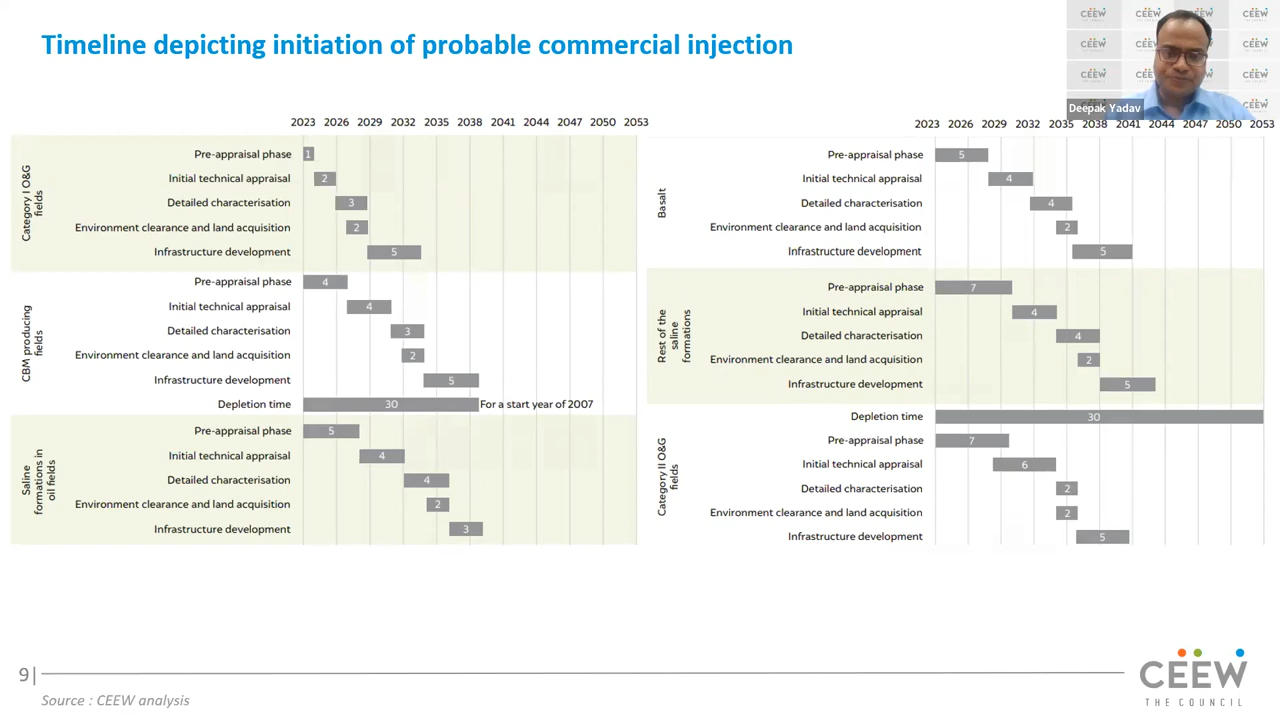 Timeline depicting initiation of probable commercial injection
CEEW
CEEW
CEEW
CEEW
Deepak Yadav
2023 2026 2029 2032 2035 2038 2041 2044 2047 2050 2053
Category I O&G
fields
Pre-appraisal phase 1
Initial technical appraisal 2
Detailed characterisation 3
Environment clearance and land acquisition 2
Infrastructure development 5
CBM producing
fields
Pre-appraisal phase 4
Initial technical appraisal 4
Detailed characterisation 3
Environment clearance and land acquisition 2
Infrastructure development 5
Depletion time 30 For a start year of 2007
Saline
formations in
oil fields
Pre-appraisal phase 5
Initial technical appraisal 4
Detailed characterisation 4
Environment clearance and land acquisition 2
Infrastructure development 3
2023 2026 2029 2032 2035 2038 2041 2044 2047 2050 2053
Basalt
Pre-appraisal phase 5
Initial technical appraisal 4
Detailed characterisation 4
Environment clearance and land acquisition 2
Infrastructure development 5
Rest of the
saline
formations
Pre-appraisal phase 7
Initial technical appraisal 4
Detailed characterisation 4
Environment clearance and land acquisition 2
Infrastructure development 5
Category II O&G
fields
Depletion time 30
Pre-appraisal phase 7
Initial technical appraisal 6
Detailed characterisation 2
Environment clearance and land acquisition 2
Infrastructure development 5
9|
Source : CEEW analysis
CEEW
THE COUNCIL